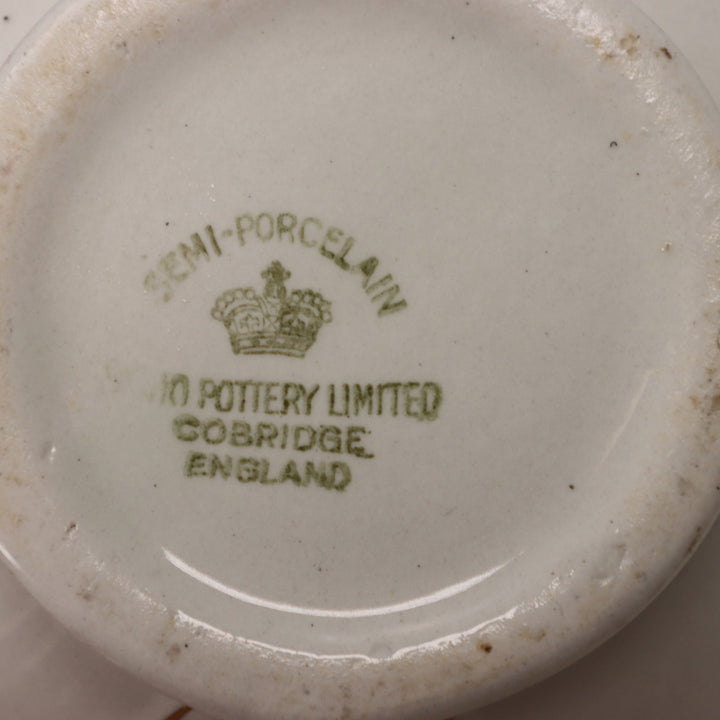 SEMI-PORCELAIN
POTTERY LIMITED
COBRIDGE
ENGLAND